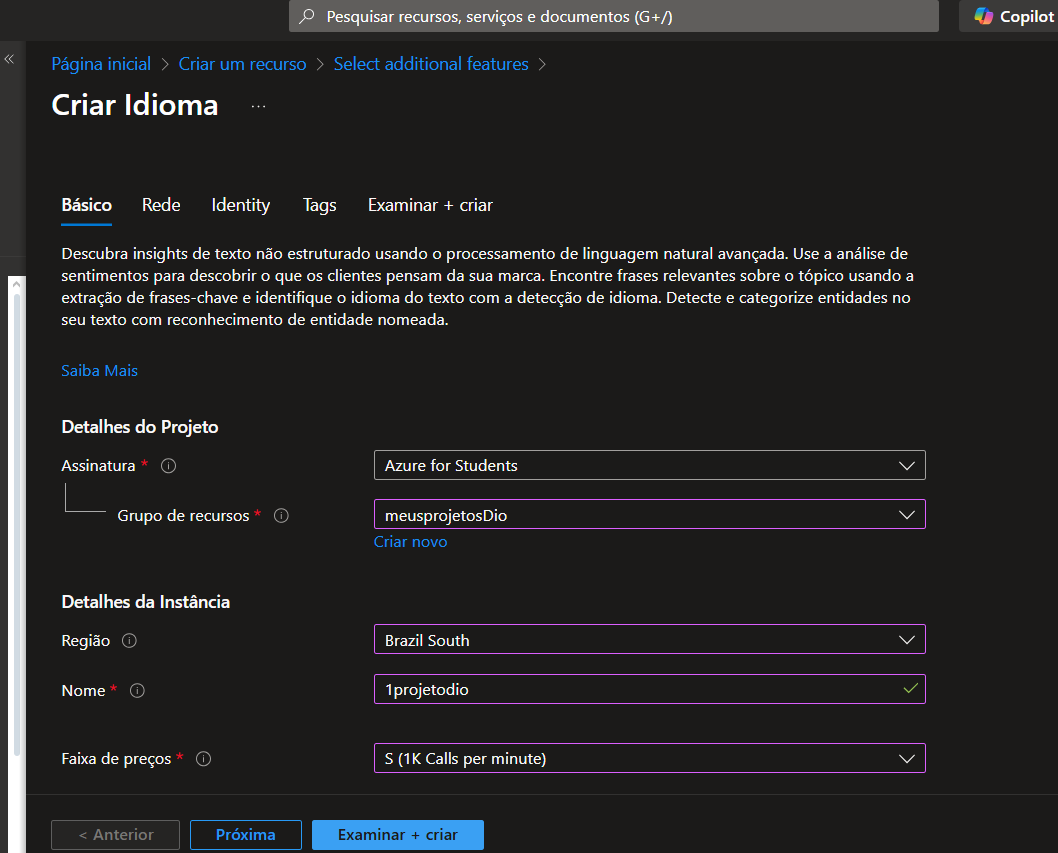 Pesquisar recursos, serviços e documentos (G+/)
Copilot
Página inicial > Criar um recurso > Select additional features >
Criar Idioma ...
Básico Rede Identity Tags Examinar + criar
Descubra insights de texto não estruturado usando o processamento de linguagem natural avançada. Use a análise de
sentimentos para descobrir o que os clientes pensam da sua marca. Encontre frases relevantes sobre o tópico usando a
extração de frases-chave e identifique o idioma do texto com a detecção de idioma. Detecte e categorize entidades no
seu texto com reconhecimento de entidade nomeada.
Saiba Mais
Detalhes do Projeto
Assinatura * Azure for Students
Grupo de recursos * meusprojetosDio
Criar novo
Detalhes da Instância
Região Brazil South
Nome * 1projetodio
Faixa de preços * S (1K Calls per minute)
< Anterior Próxima Examinar + criar